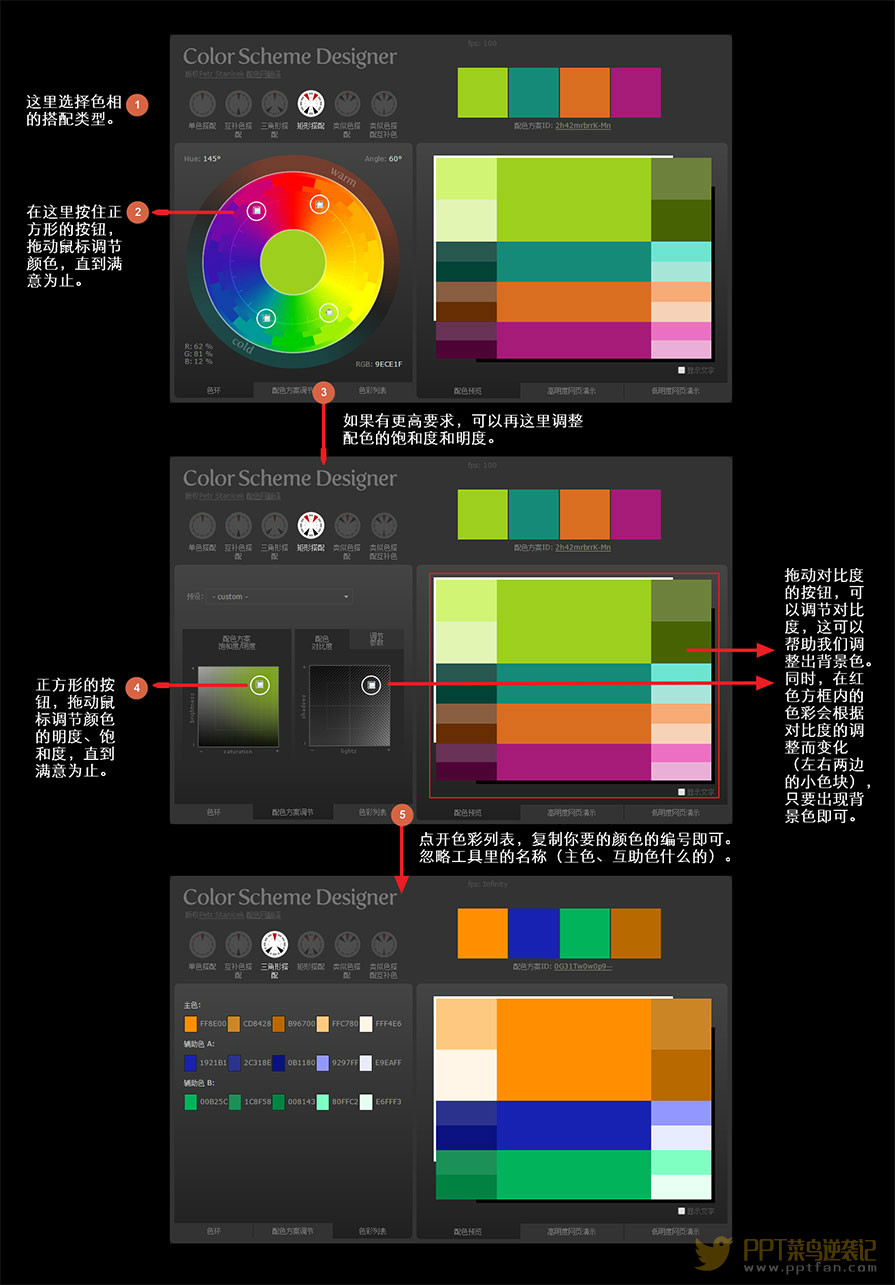 Color Scheme Designer
fps: 100
版权Petr Stanicek 配色网翻译
单色搭配
互补色搭
配
三角形搭
配
矩形搭配
类似色搭
配
类似色搭
配互补色
配色方案ID: 2h42mrbrrK-Mn
这里选择色相
的搭配类型。
1
Hue: 145°
Angle: 60°
warm
cold
在这里按住正
方形的按钮，
拖动鼠标调节
颜色，直到满
意为止。
2
R: 62 %
G: 81 %
B: 12 %
RGB: 9ECE1F
显示文字
色环
配色方案调节
色彩列表
配色预览
高明度网页演示
低明度网页演示
3
如果有更高要求，可以再这里调整
配色的饱和度和明度。
Color Scheme Designer
fps: 100
版权Petr Stanicek 配色网翻译
单色搭配
互补色搭
配
三角形搭
配
矩形搭配
类似色搭
配
类似色搭
配互补色
配色方案ID: 2h42mrbrrK-Mn
预设:
- custom -
配色方案
饱和度/明度
配色
对比度
调节
参数
brightness
saturation
shadows
lights
正方形的按
钮，拖动鼠
标调节颜色
的明度、饱
和度，直到
满意为止。
4
拖动对比度
的按钮，可
以调节对比
度，这可以
帮助我们调
整出背景色。
同时，在红
色方框内的
色彩会根据
对比度的调
整而变化
（左右两边
的小色块），
只要出现背
景色即可。
显示文字
色环
配色方案调节
色彩列表
配色预览
高明度网页演示
低明度网页演示
5
点开色彩列表，复制你要的颜色的编号即可。
忽略工具里的名称（主色、互助色什么的）。
Color Scheme Designer
fps: Infinity
版权Petr Stanicek 配色网翻译
单色搭配
互补色搭
配
三角形搭
配
矩形搭配
类似色搭
配
类似色搭
配互补色
配色方案ID: 0G31Tw0w0p9--
主色:
FF8E00 CD8428 B96700 FFC780 FFF4E6
辅助色 A:
1921B1 2C318E 0B1180 9297FF E9EAFF
辅助色 B:
00B25C 1C8F58 008143 80FFC2 E6FFF3
显示文字
色环
配色方案调节
色彩列表
配色预览
高明度网页演示
低明度网页演示
PPT菜鸟逆袭记
www.pptfan.com